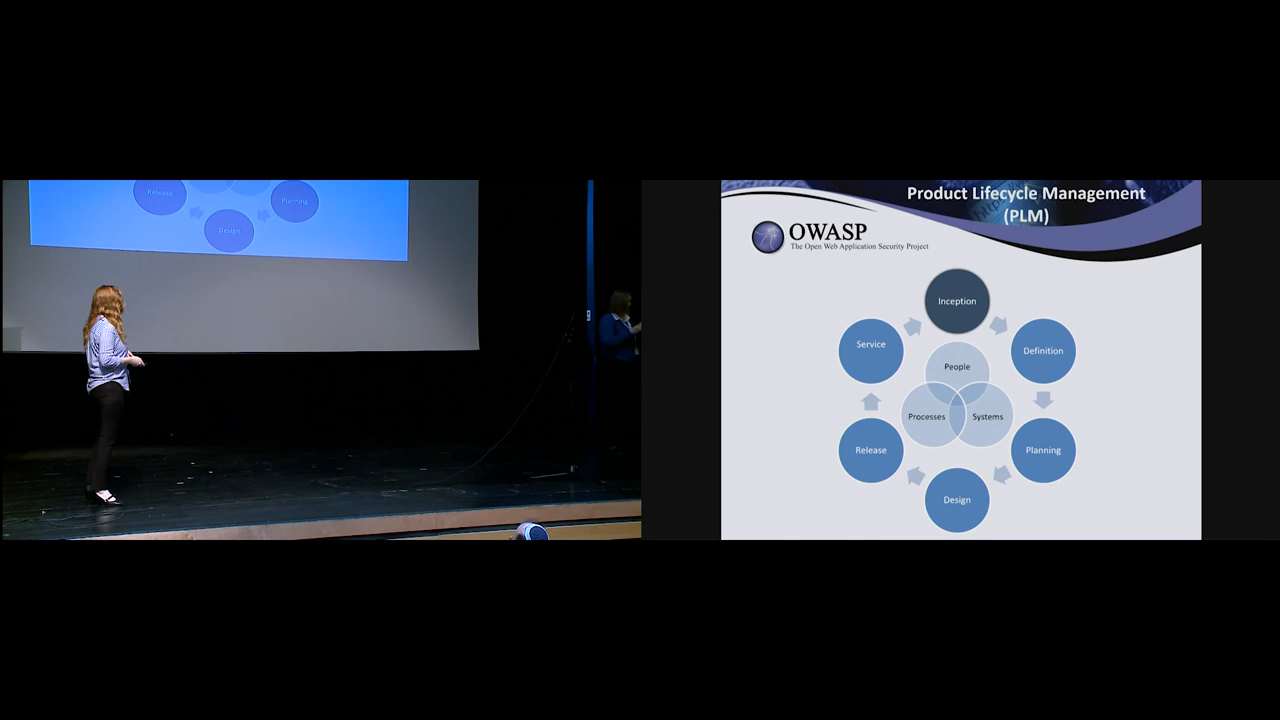 Release
Planning
Design
Product Lifecycle Management
(PLM)
OWASP
The Open Web Application Security Project
Inception
Service
Definition
People
Processes
Systems
Release
Planning
Design